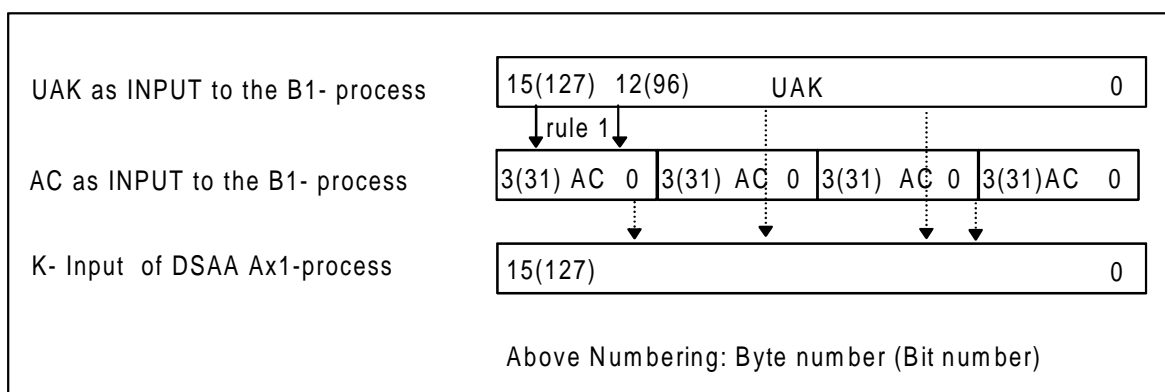 UAK as INPUT to the B1- process
15(127) 12(96) UAK 0
rule 1
AC as INPUT to the B1- process
3(31) AC 0 3(31) AC 0 3(31) AC 0 3(31)AC 0
K- Input of DSAA Ax1-process
15(127) 0
Above Numbering: Byte number (Bit number)